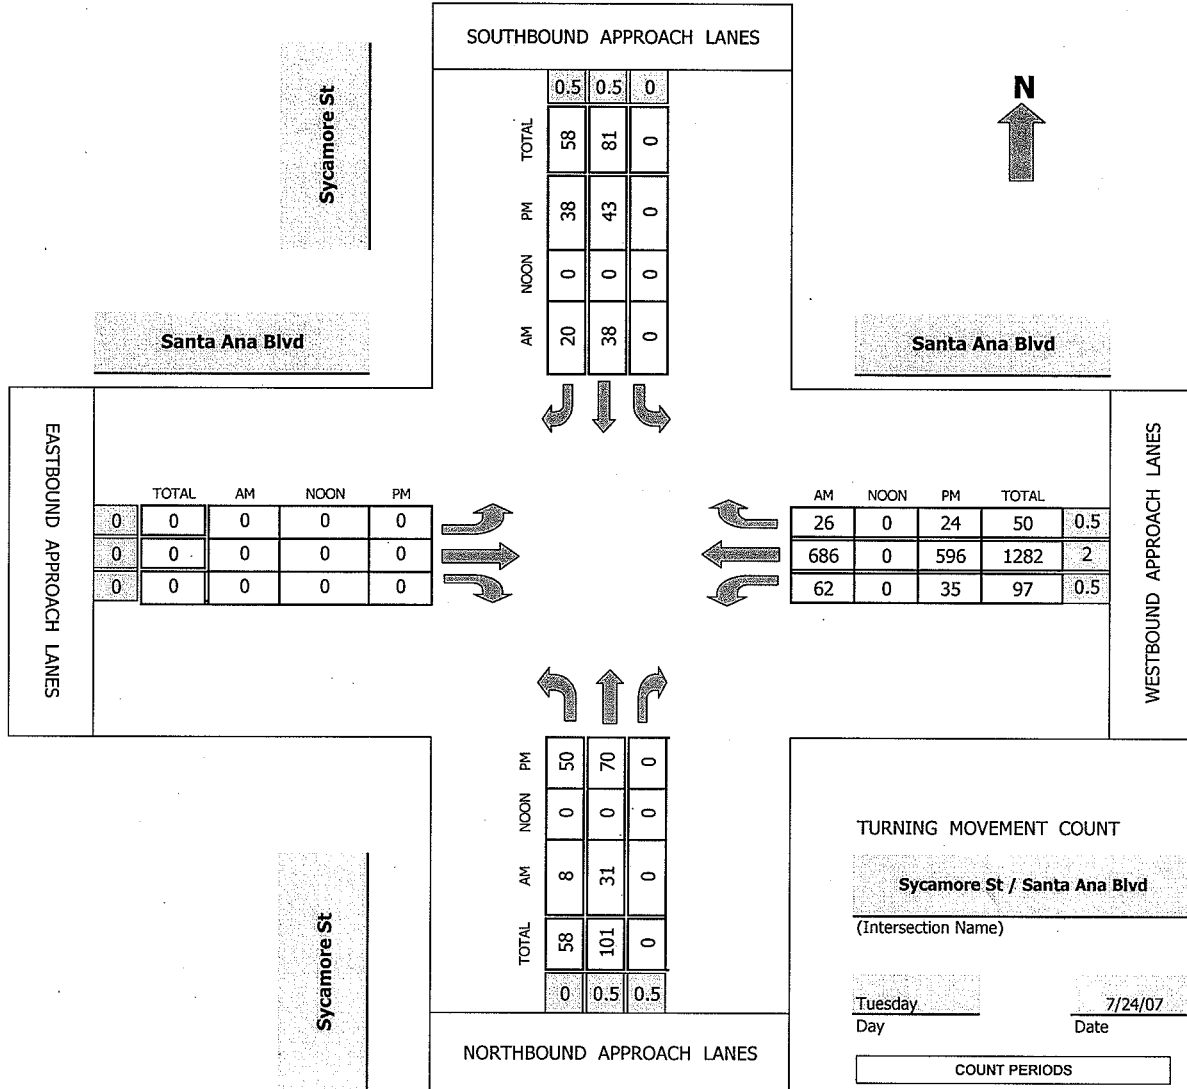 SOUTHBOUND APPROACH LANES
0.5 0.5 0
TOTAL 58 81 0
PM 38 43 0
NOON 0 0 0
AM 20 38 0
Sycamore St
N
Santa Ana Blvd
Santa Ana Blvd
EASTBOUND APPROACH LANES
TOTAL AM NOON PM
0 0 0 0 0
0 0 0 0 0
0 0 0 0 0
AM NOON PM TOTAL
26 0 24 50 0.5
686 0 596 1282 2
62 0 35 97 0.5
WESTBOUND APPROACH LANES
PM 50 70 0
NOON 0 0 0
AM 8 31 0
TOTAL 58 101 0
0 0.5 0.5
NORTHBOUND APPROACH LANES
Sycamore St
TURNING MOVEMENT COUNT
Sycamore St / Santa Ana Blvd
(Intersection Name)
Tuesday 7/24/07
Day Date
COUNT PERIODS